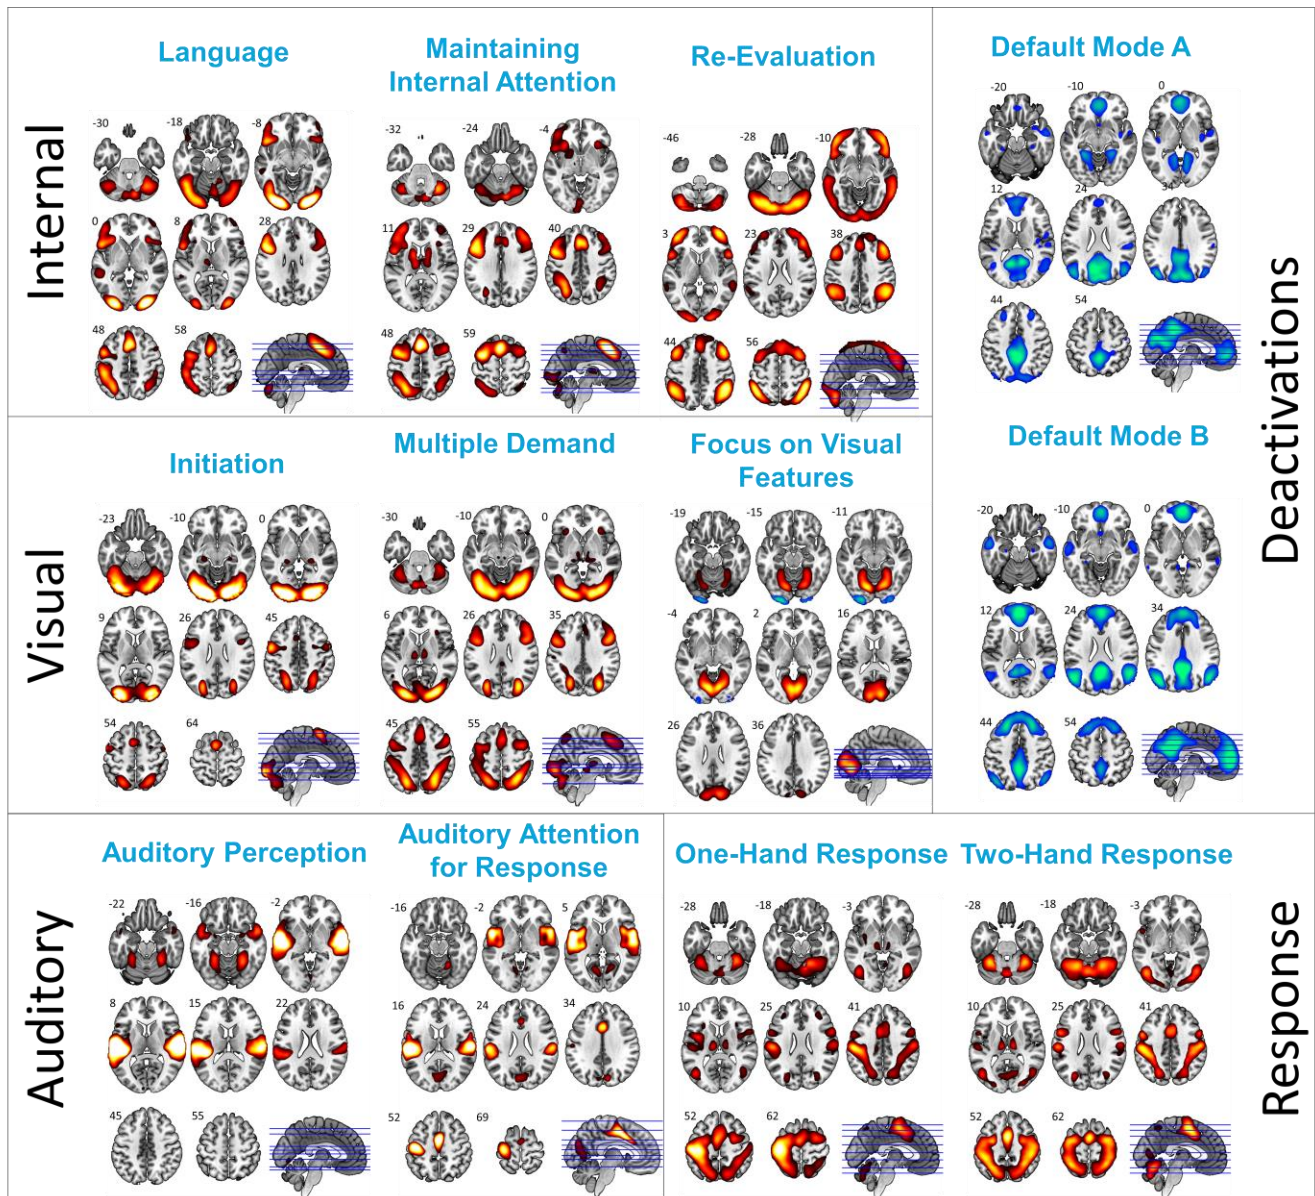 Internal
Language
-30 -18 -8
0 8 28
48 58
Maintaining
Internal Attention
-32 -24 -4
11 29 40
48 59
Re-Evaluation
-46 -28 -10
3 23 38
44 56
Deactivations
Default Mode A
-20 -10 0
12 24 34
44 54
Default Mode B
-20 -10 0
12 24 34
44 54
Visual
Initiation
-23 -10 0
9 26 45
54 64
Multiple Demand
-30 -10 0
6 26 35
45 55
Focus on Visual
Features
-19 -15 -11
-4 2 16
26 36
Auditory
Auditory Perception
-22 -16 -2
8 15 22
45 55
Auditory Attention
for Response
-16 -2 5
16 24 34
52 69
Response
One-Hand Response
-28 -18 -3
10 25 41
52 62
Two-Hand Response
-28 -18 -3
10 25 41
52 62